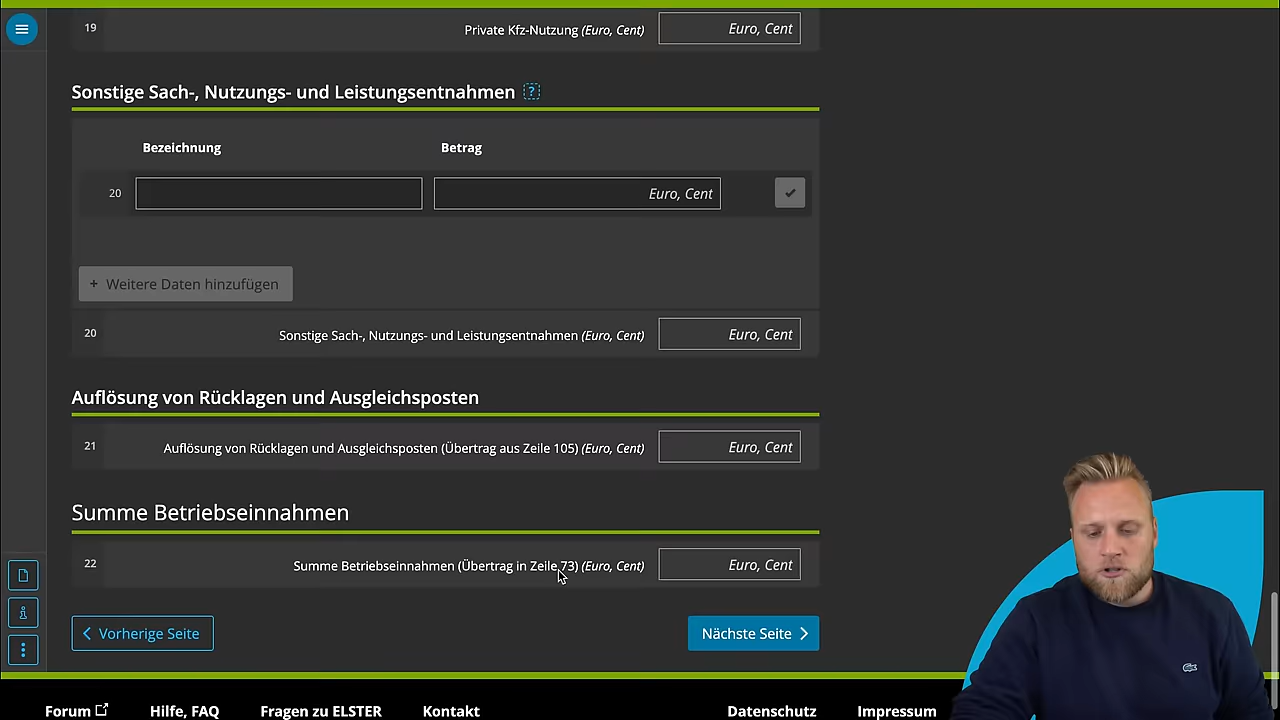 19 Private Kfz-Nutzung (Euro, Cent) Euro, Cent
Sonstige Sach-, Nutzungs- und Leistungsentnahmen ?
Bezeichnung Betrag
20 Euro, Cent
+ Weitere Daten hinzufügen
20 Sonstige Sach-, Nutzungs- und Leistungsentnahmen (Euro, Cent) Euro, Cent
Auflösung von Rücklagen und Ausgleichsposten
21 Auflösung von Rücklagen und Ausgleichsposten (Übertrag aus Zeile 105) (Euro, Cent) Euro, Cent
Summe Betriebseinnahmen
22 Summe Betriebseinnahmen (Übertrag in Zeile 73) (Euro, Cent) Euro, Cent
Vorherige Seite Nächste Seite
Forum Hilfe, FAQ Fragen zu ELSTER Kontakt Datenschutz Impressum